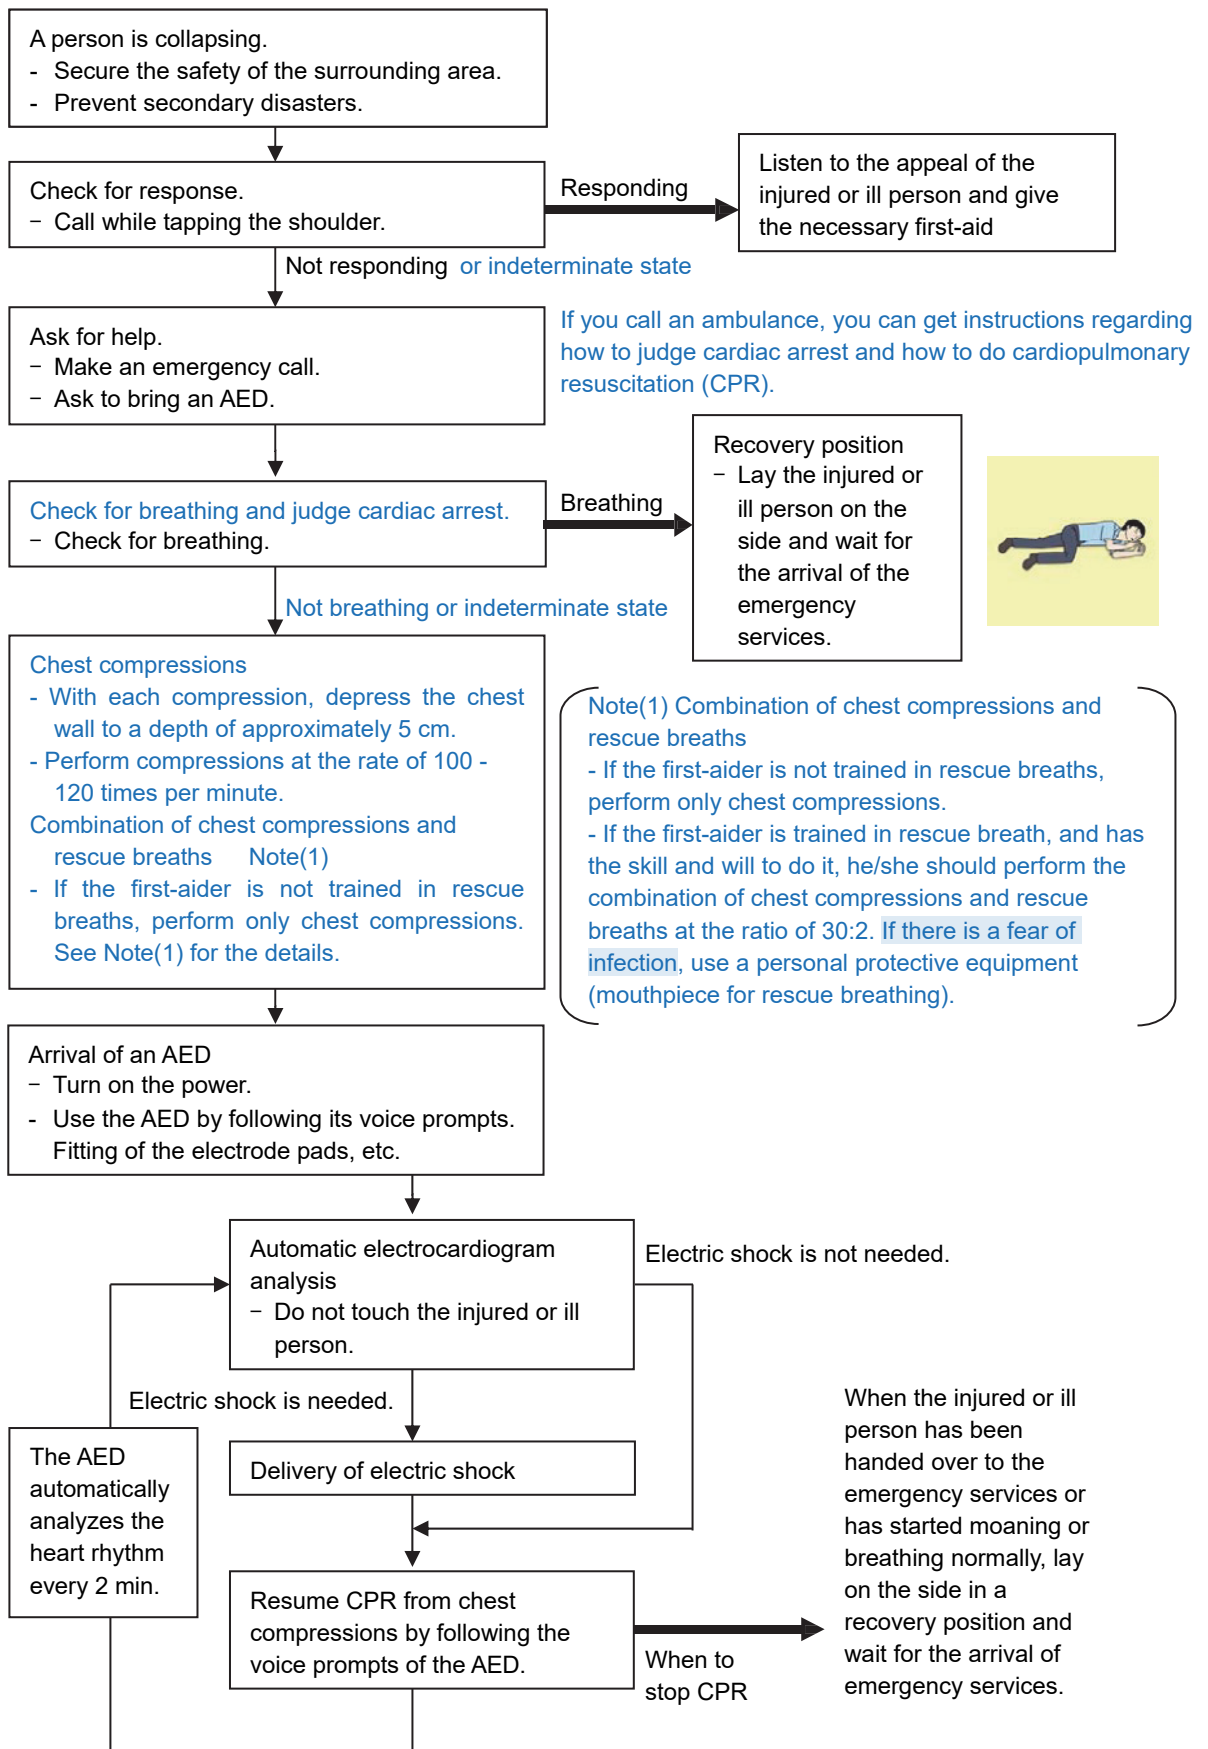 A person is collapsing.
- Secure the safety of the surrounding area.
- Prevent secondary disasters.
Check for response.
− Call while tapping the shoulder.
Responding
Listen to the appeal of the
injured or ill person and give
the necessary first-aid
Not responding or indeterminate state
Ask for help.
− Make an emergency call.
− Ask to bring an AED.
If you call an ambulance, you can get instructions regarding
how to judge cardiac arrest and how to do cardiopulmonary
resuscitation (CPR).
Check for breathing and judge cardiac arrest.
− Check for breathing.
Breathing
Recovery position
− Lay the injured or
ill person on the
side and wait for
the arrival of the
emergency
services.
Not breathing or indeterminate state
Chest compressions
- With each compression, depress the chest
wall to a depth of approximately 5 cm.
- Perform compressions at the rate of 100 -
120 times per minute.
Combination of chest compressions and
rescue breaths Note(1)
- If the first-aider is not trained in rescue
breaths, perform only chest compressions.
See Note(1) for the details.
Note(1) Combination of chest compressions and
rescue breaths
- If the first-aider is not trained in rescue breaths,
perform only chest compressions.
- If the first-aider is trained in rescue breath, and has
the skill and will to do it, he/she should perform the
combination of chest compressions and rescue
breaths at the ratio of 30:2. If there is a fear of
infection, use a personal protective equipment
(mouthpiece for rescue breathing).
Arrival of an AED
− Turn on the power.
- Use the AED by following its voice prompts.
Fitting of the electrode pads, etc.
Automatic electrocardiogram
analysis
− Do not touch the injured or ill
person.
Electric shock is not needed.
Electric shock is needed.
The AED
automatically
analyzes the
heart rhythm
every 2 min.
Delivery of electric shock
Resume CPR from chest
compressions by following the
voice prompts of the AED.
When to
stop CPR
When the injured or ill
person has been
handed over to the
emergency services or
has started moaning or
breathing normally, lay
on the side in a
recovery position and
wait for the arrival of
emergency services.